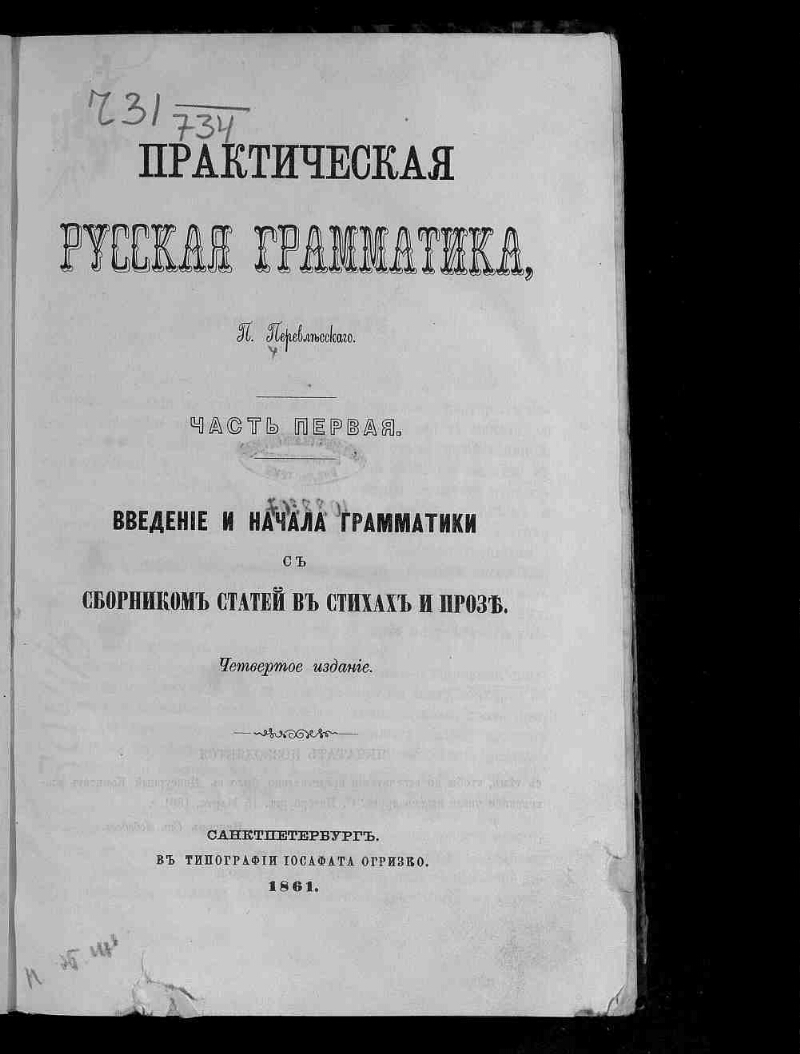 Ч31/734
ПРАКТИЧЕСКАЯ
РУССКАЯ ГРАММАТИКА,
П. Перевлѣсскаго.
ЧАСТЬ ПЕРВАЯ.
ВВЕДЕНІЕ И НАЧАЛА ГРАММАТИКИ
СЪ
СБОРНИКОМЪ СТАТЕЙ ВЪ СТИХАХЪ И ПРОЗѢ.
Четвертое изданіе.
САНКТПЕТЕРБУРГЪ.
ВЪ ТИПОГРАФІИ ІОСАФАТА ОГРИЗКО.
1861.